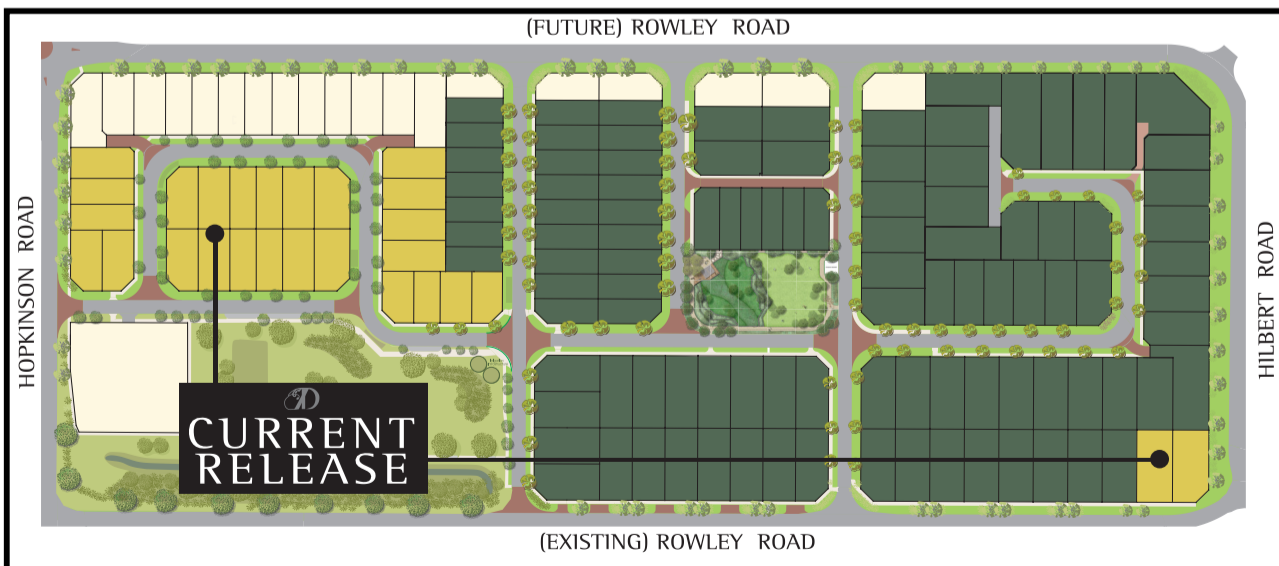 (FUTURE) ROWLEY ROAD
HOPKINSON ROAD
HILBERT ROAD
CURRENT
RELEASE
(EXISTING) ROWLEY ROAD